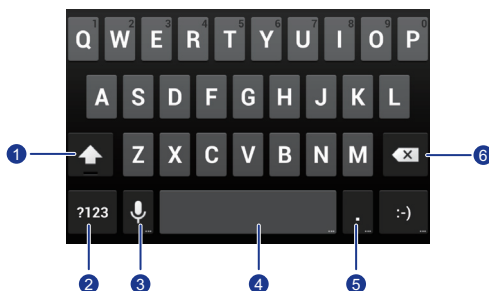 1 2 3 4 5 6 7 8 9 0
Q W E R T Y U I O P
A S D F G H J K L
1 Z X C V B N M 6
?123 ... ... . ... :-) ...
2 3 4 5